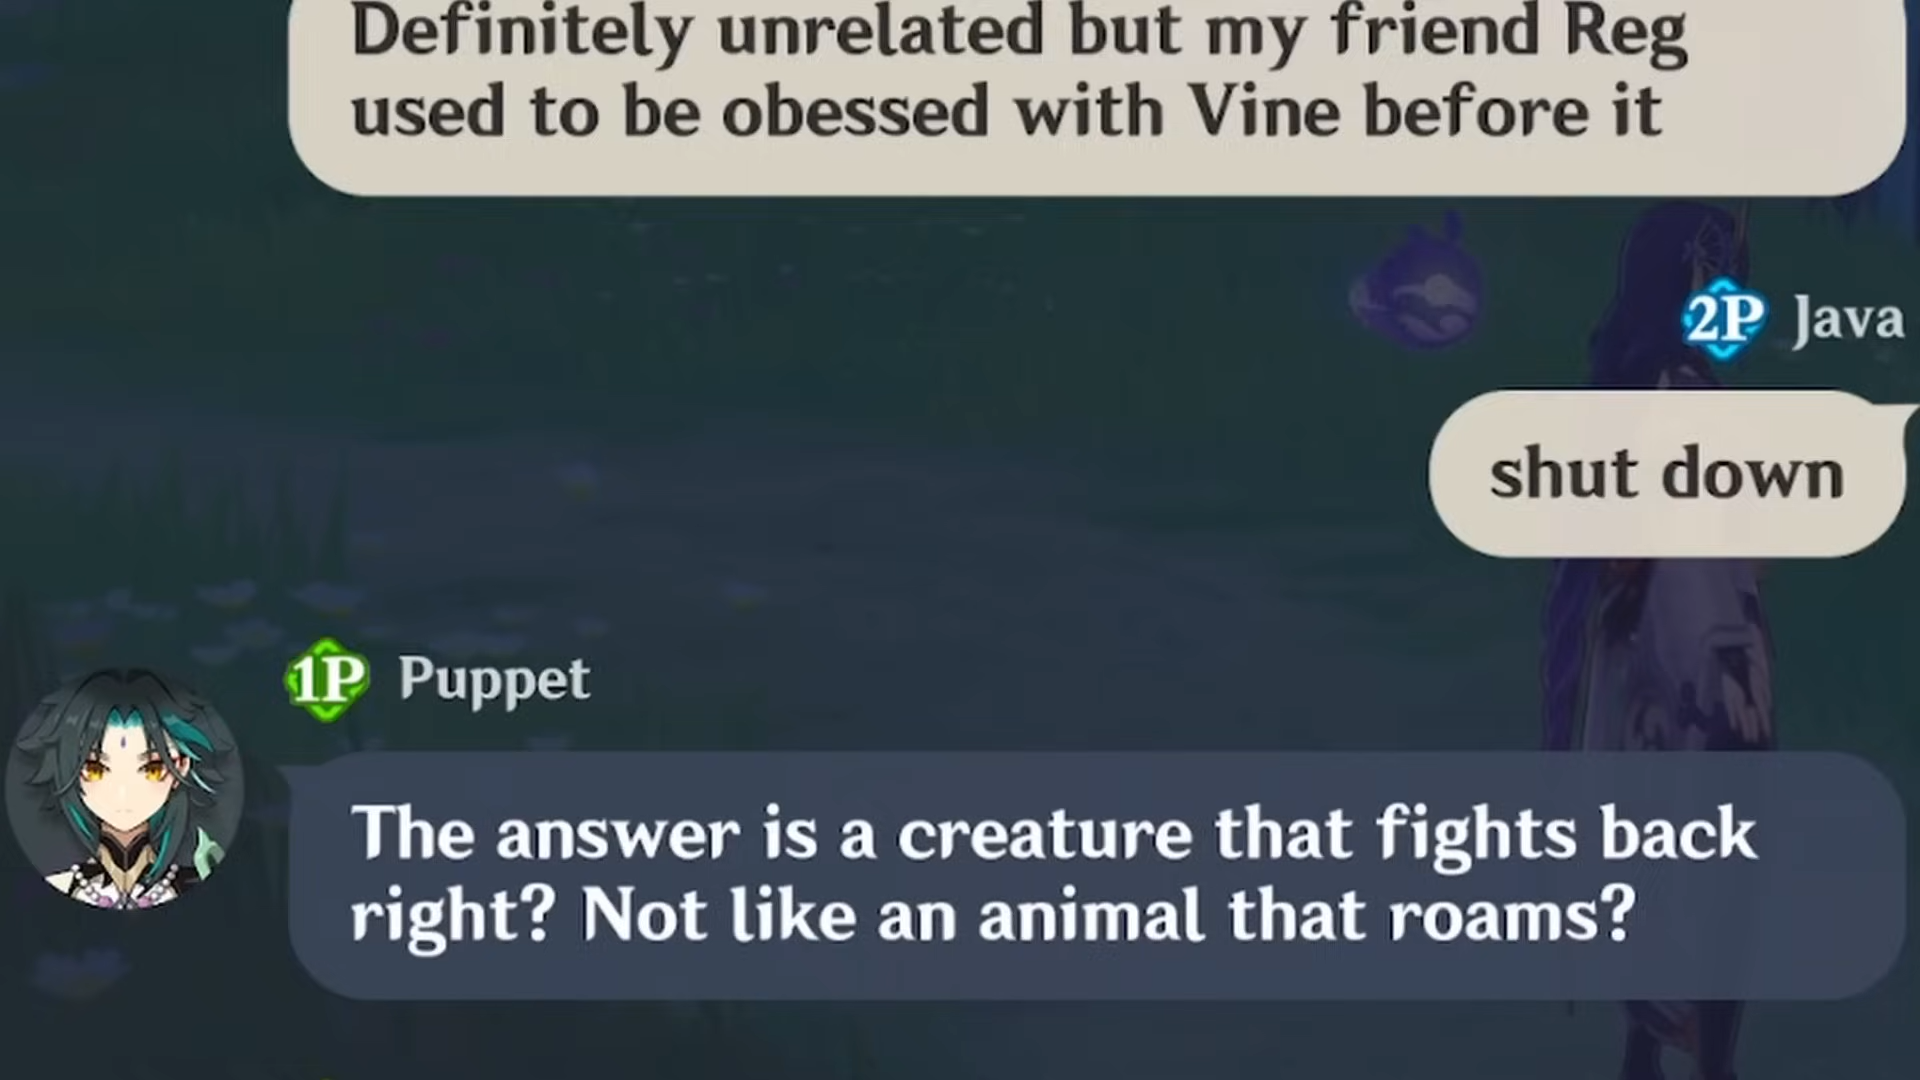 Definitely unrelated but my friend Reg
used to be obessed with Vine before it
2P Java
shut down
1P Puppet
The answer is a creature that fights back
right? Not like an animal that roams?